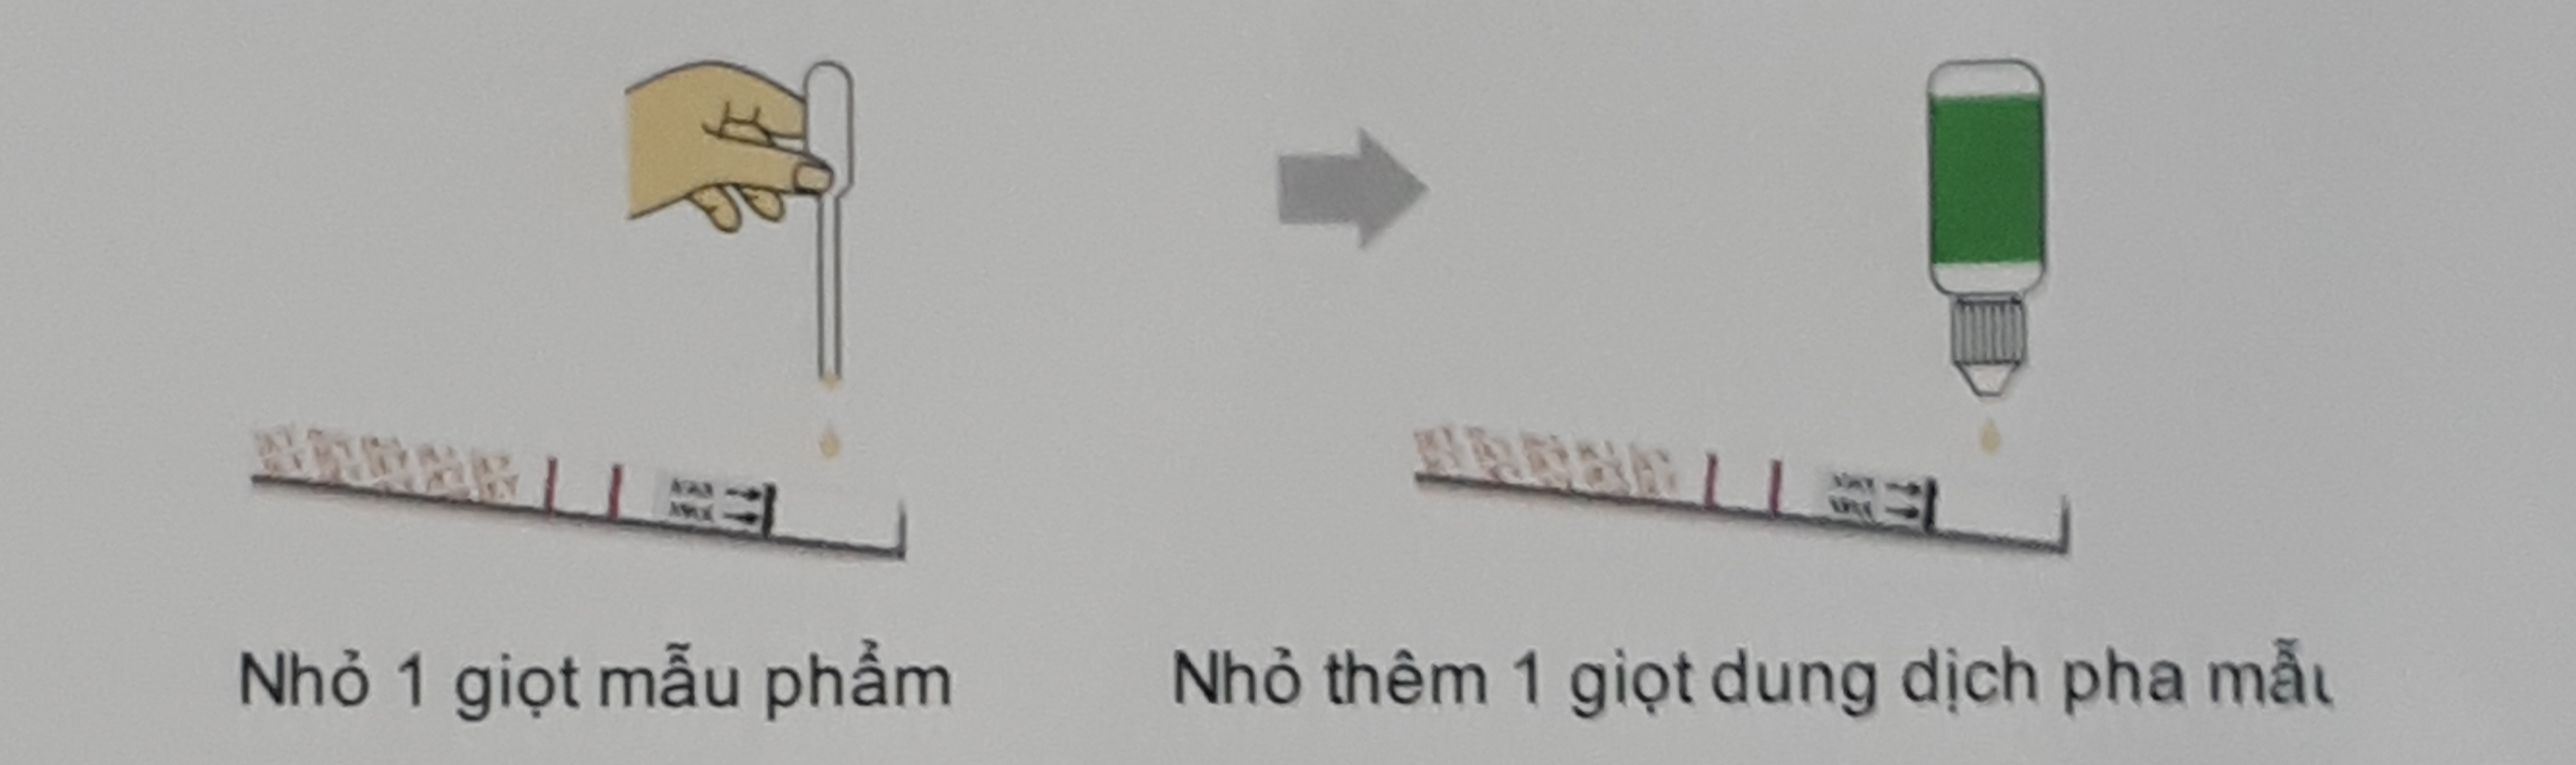 Nhỏ 1 giọt mẫu phẩm
Nhỏ thêm 1 giọt dung dịch pha mẫu